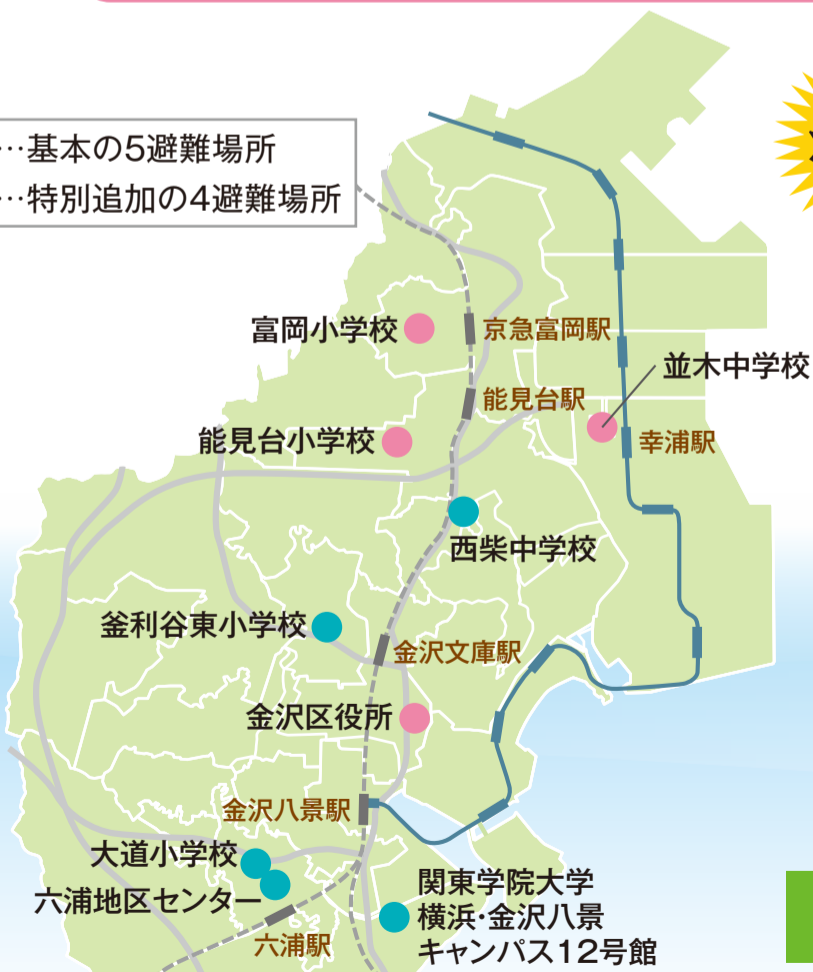 …基本の5避難場所
…特別追加の4避難場所
富岡小学校
京急富岡駅
並木中学校
能見台駅
能見台小学校
幸浦駅
西柴中学校
釜利谷東小学校
金沢文庫駅
金沢区役所
金沢八景駅
大道小学校
六浦地区センター
六浦駅
関東学院大学
横浜・金沢八景
キャンパス12号館